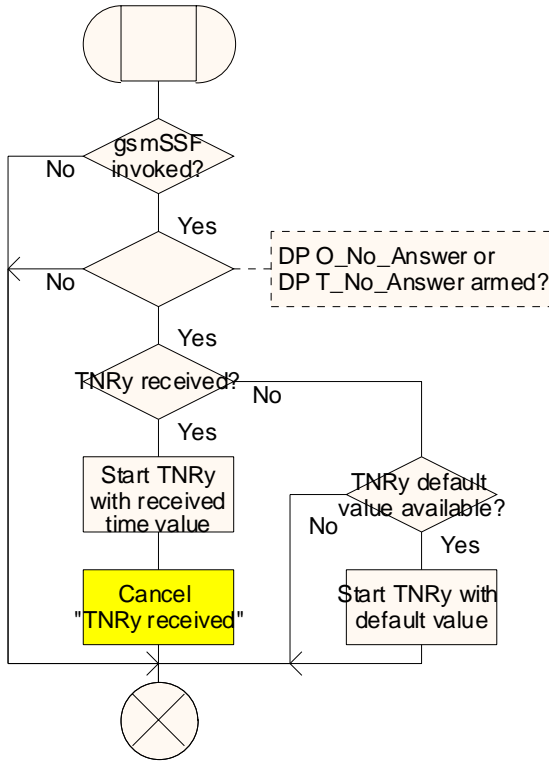 gsmSSF
invoked?
No
Yes
DP O_No_Answer or
DP T_No_Answer armed?
No
Yes
TNRy received?
No
Yes
Start TNRy
with received
time value
TNRy default
value available?
No
Yes
Cancel
"TNRy received"
Start TNRy with
default value